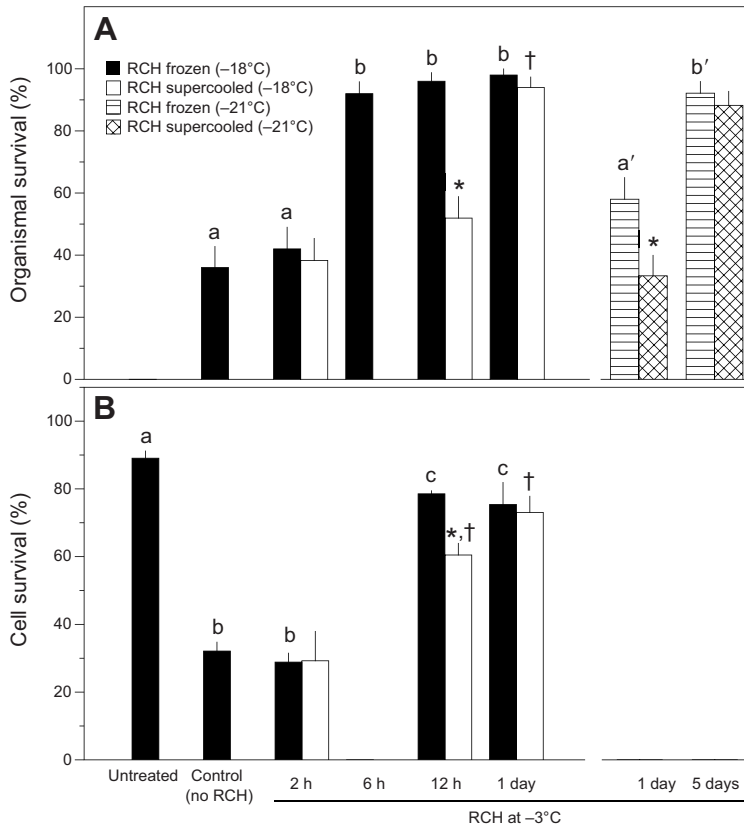 A
RCH frozen (–18°C)
RCH supercooled (–18°C)
RCH frozen (–21°C)
RCH supercooled (–21°C)
Organismal survival (%)
100
80
60
40
20
0
a
a
b
b
*
b
†
a′
*
b′
B
Cell survival (%)
100
80
60
40
20
0
a
b
b
c
*,†
c
†
Untreated
Control
(no RCH)
2 h
6 h
12 h
1 day
1 day
5 days
RCH at –3°C